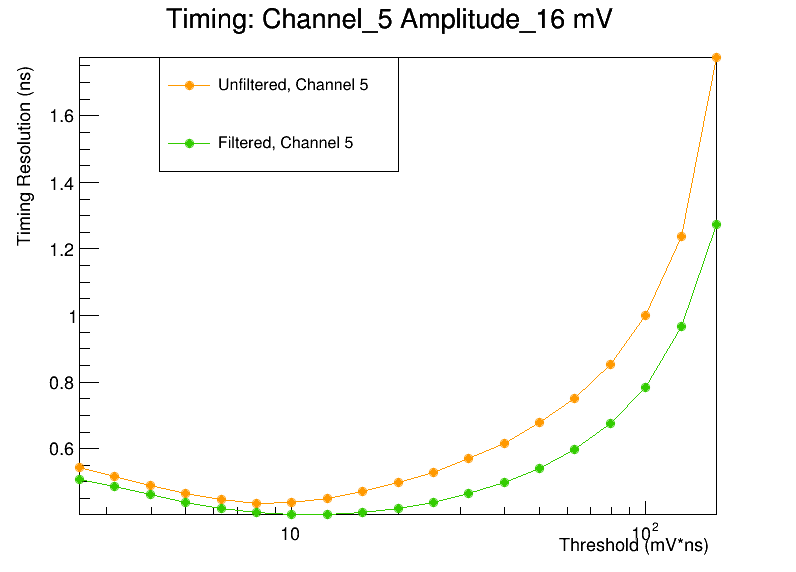 Timing: Channel_5 Amplitude_16 mV
Timing Resolution (ns)
Unfiltered, Channel 5
Filtered, Channel 5
1.6
1.4
1.2
1
0.8
0.6
10
10²
Threshold (mV*ns)